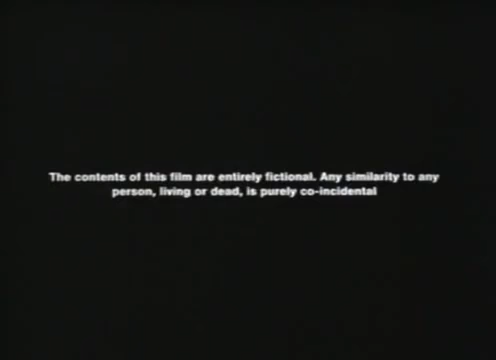 The contents of this film are entirely fictional. Any similarity to any
person, living or dead, is purely co-incidental